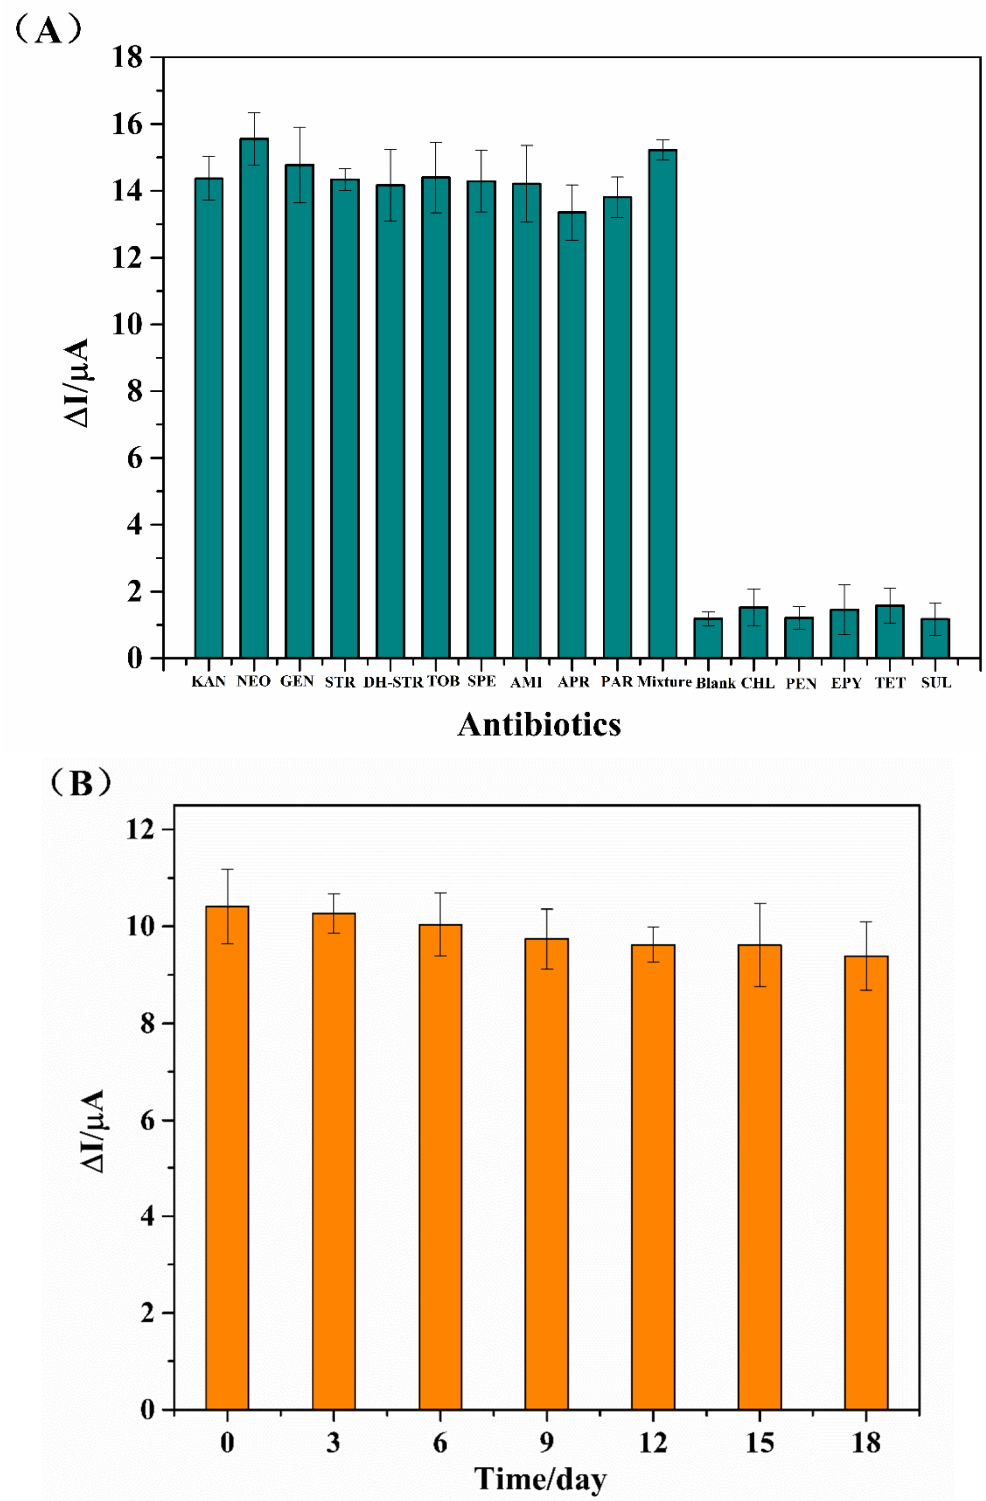 （A）
18
16
14
12
10
8
6
4
2
0
ΔI/μA
KAN NEO GEN STR DH-STR TOB SPE AMI APR PAR Mixture Blank CHL PEN EPY TET SUL
Antibiotics
（B）
12
10
8
6
4
2
0
ΔI/μA
0 3 6 9 12 15 18
Time/day